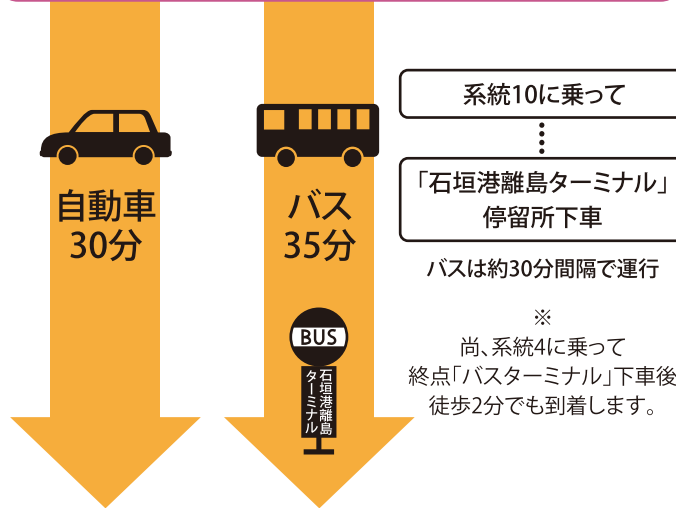 自動車
30分
バス
35分
BUS
石垣港離島
ターミナル
系統10に乗って
「石垣港離島ターミナル」
停留所下車
バスは約30分間隔で運行
※
尚、系統4に乗って
終点「バスターミナル」下車後
徒歩2分でも到着します。